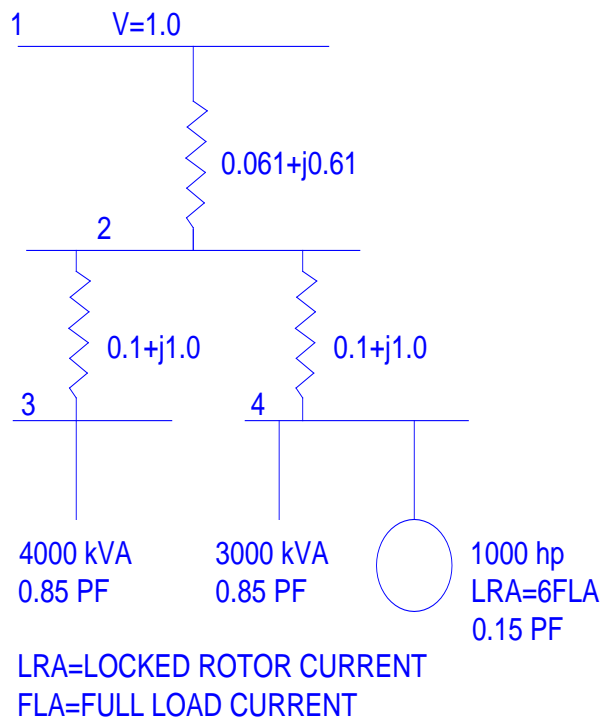 1
V=1.0
0.061+j0.61
2
0.1+j1.0
0.1+j1.0
3
4
4000 kVA
0.85 PF
3000 kVA
0.85 PF
1000 hp
LRA=6FLA
0.15 PF
LRA=LOCKED ROTOR CURRENT
FLA=FULL LOAD CURRENT